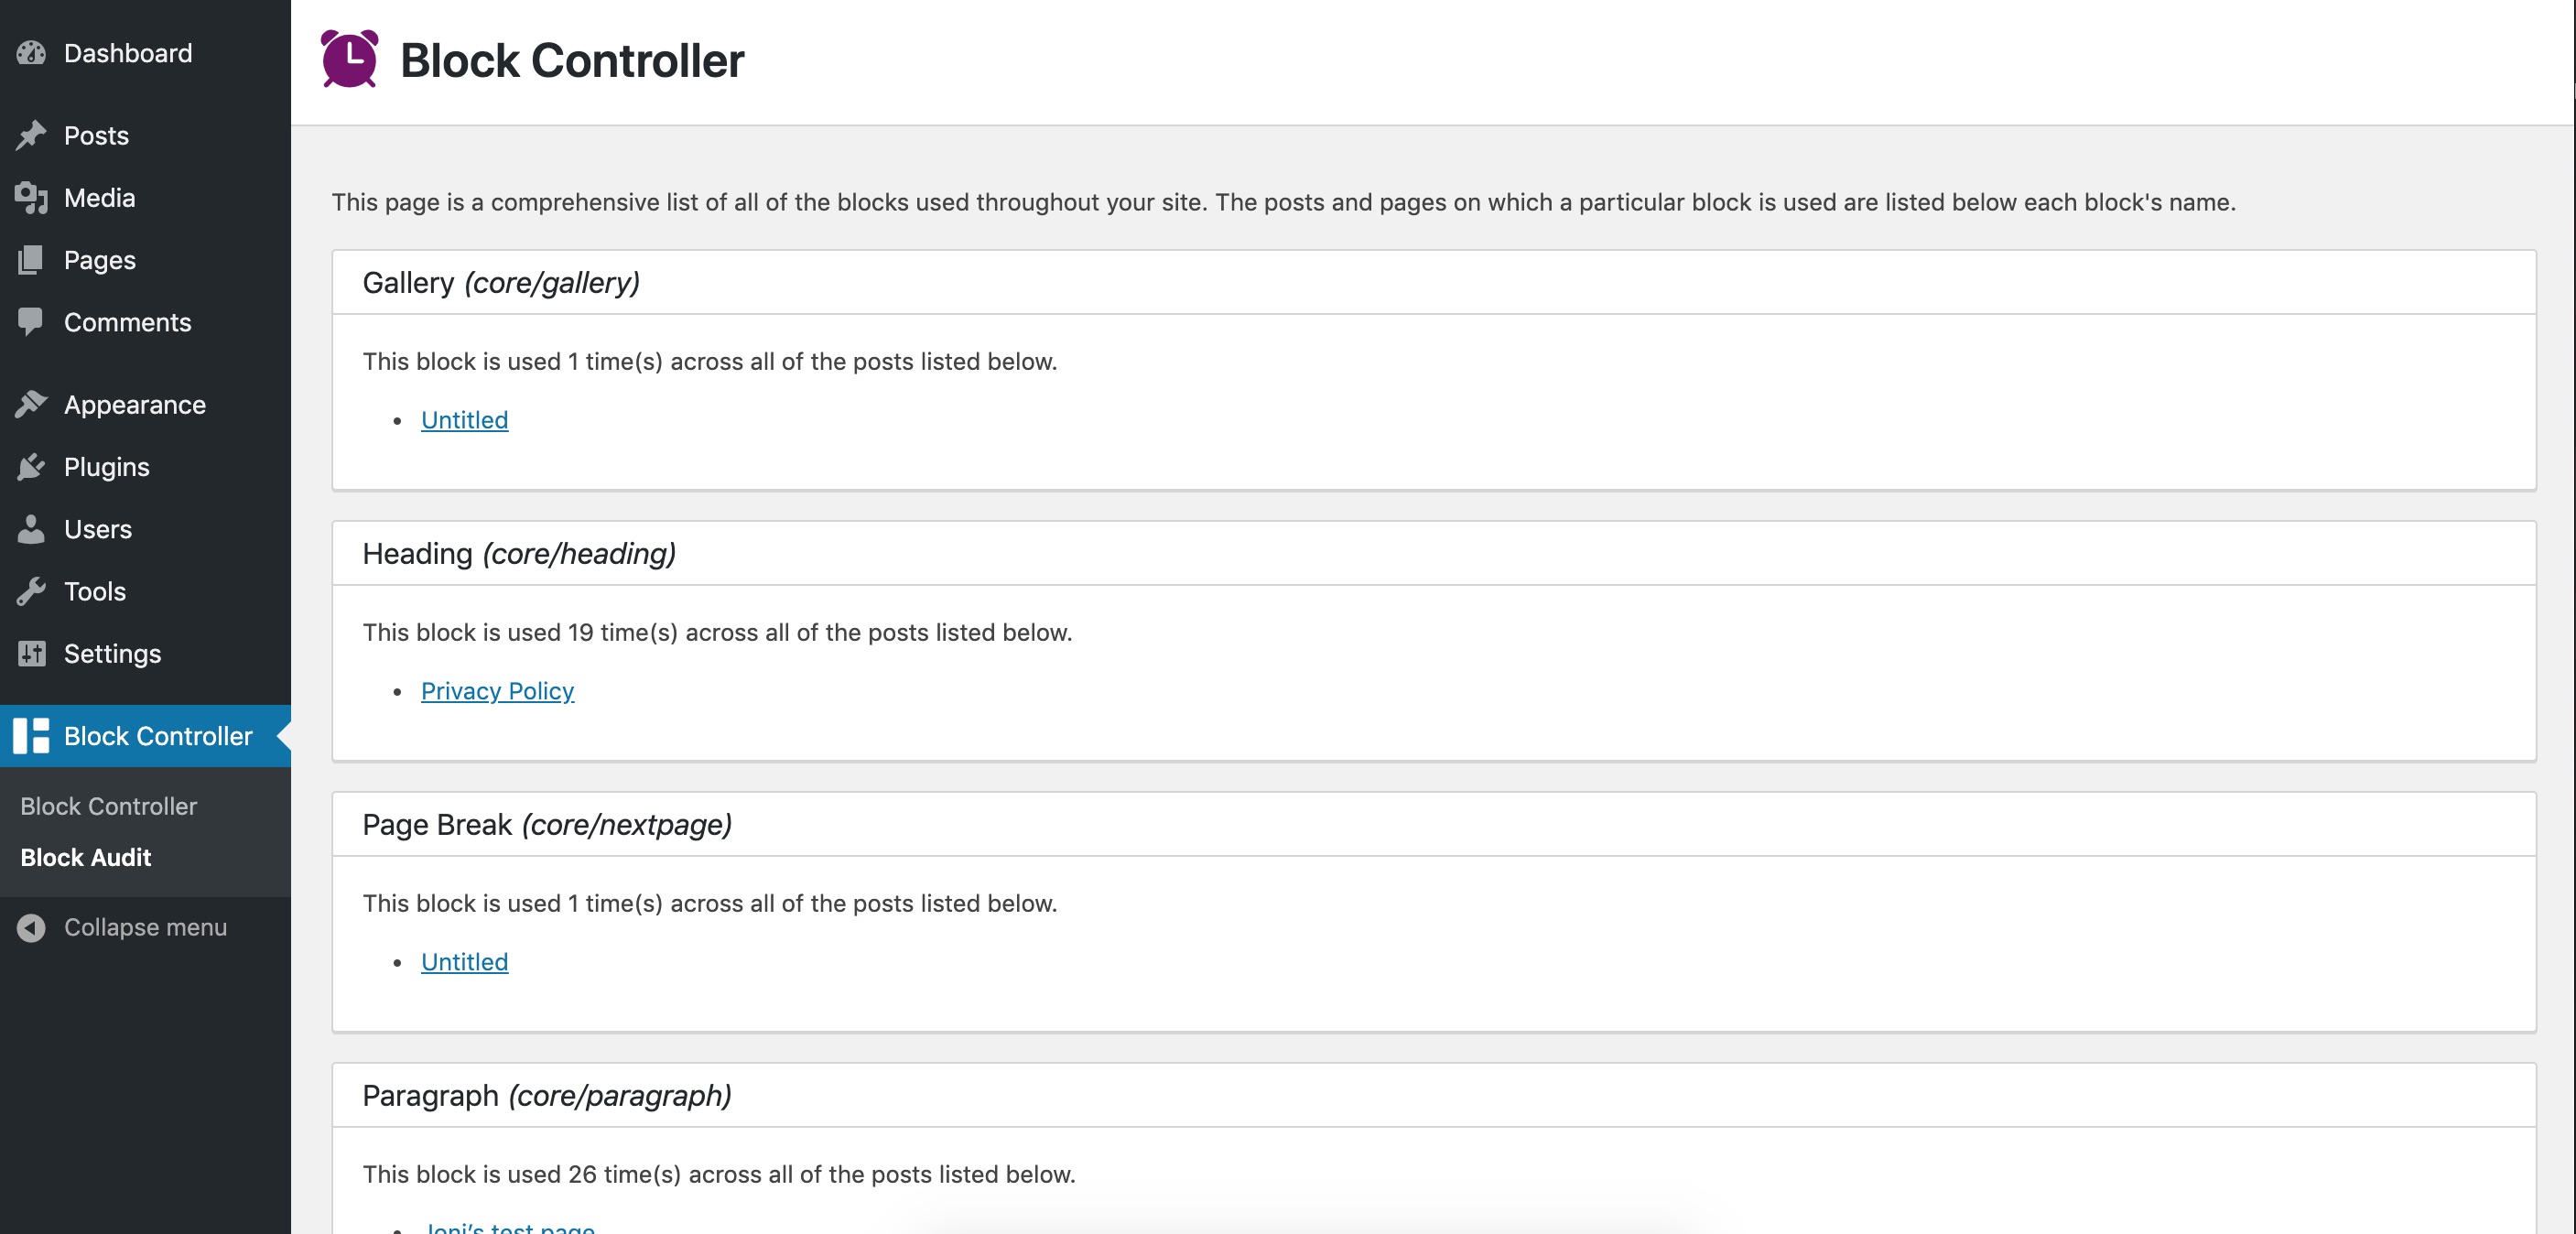 Dashboard
Posts
Media
Pages
Comments
Appearance
Plugins
Users
Tools
Settings
Block Controller
Block Controller
Block Audit
Collapse menu
Block Controller
This page is a comprehensive list of all of the blocks used throughout your site. The posts and pages on which a particular block is used are listed below each block's name.
Gallery (core/gallery)
This block is used 1 time(s) across all of the posts listed below.
Untitled
Heading (core/heading)
This block is used 19 time(s) across all of the posts listed below.
Privacy Policy
Page Break (core/nextpage)
This block is used 1 time(s) across all of the posts listed below.
Untitled
Paragraph (core/paragraph)
This block is used 26 time(s) across all of the posts listed below.
test page